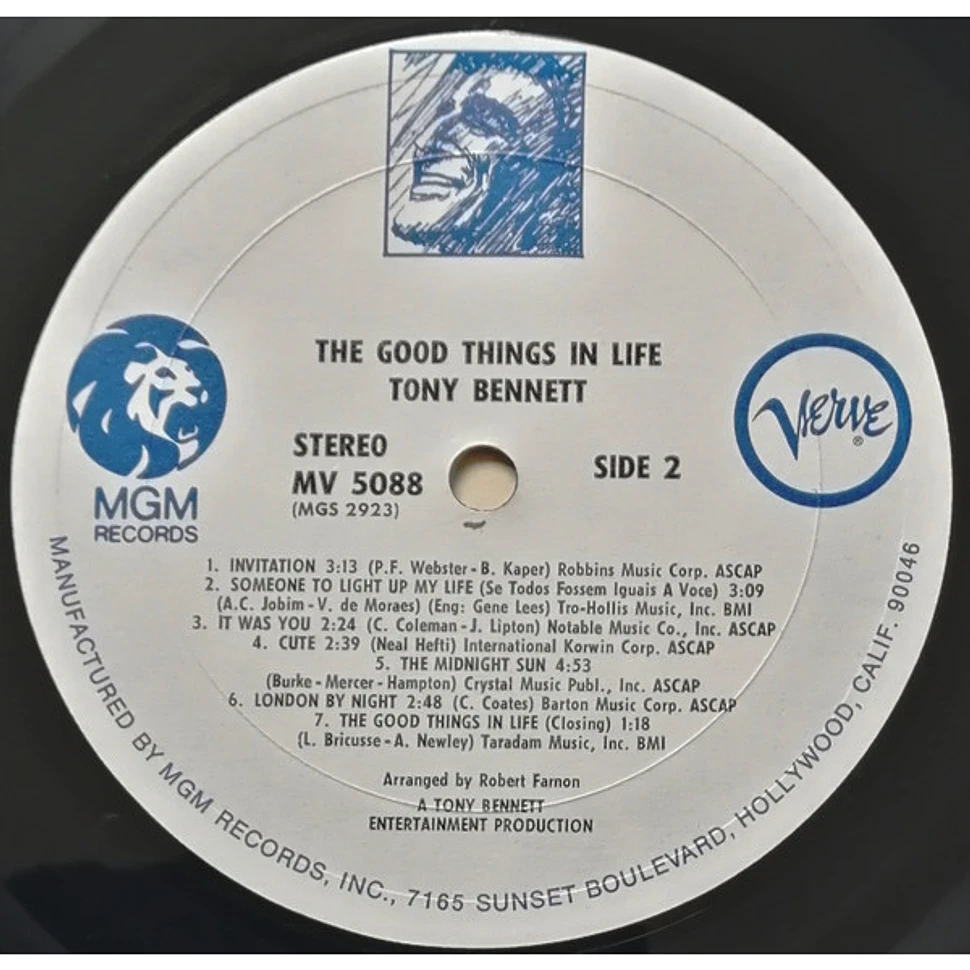 THE GOOD THINGS IN LIFE
TONY BENNETT
MGM
RECORDS
Verve
®
STEREO
MV 5088
(MGS 2923)
SIDE 2
1. INVITATION 3:13 (P.F. Webster-B. Kaper) Robbins Music Corp. ASCAP
2. SOMEONE TO LIGHT UP MY LIFE (Se Todos Fossem Iguais A Voce) 3:09
(A.C. Jobim-V. de Moraes) (Eng: Gene Lees) Tro-Hollis Music, Inc. BMI
3. IT WAS YOU 2:24 (C. Coleman-J. Lipton) Notable Music Co., Inc. ASCAP
4. CUTE 2:39 (Neal Hefti) International Korwin Corp. ASCAP
5. THE MIDNIGHT SUN 4:53
(Burke-Mercer-Hampton) Crystal Music Publ., Inc. ASCAP
6. LONDON BY NIGHT 2:48 (C. Coates) Barton Music Corp. ASCAP
7. THE GOOD THINGS IN LIFE (Closing) 1:18
(L. Bricusse-A. Newley) Taradam Music, Inc. BMI
Arranged by Robert Farnon
A TONY BENNETT
ENTERTAINMENT PRODUCTION
MANUFACTURED BY MGM RECORDS, INC., 7165 SUNSET BOULEVARD, HOLLYWOOD, CALIF. 90046